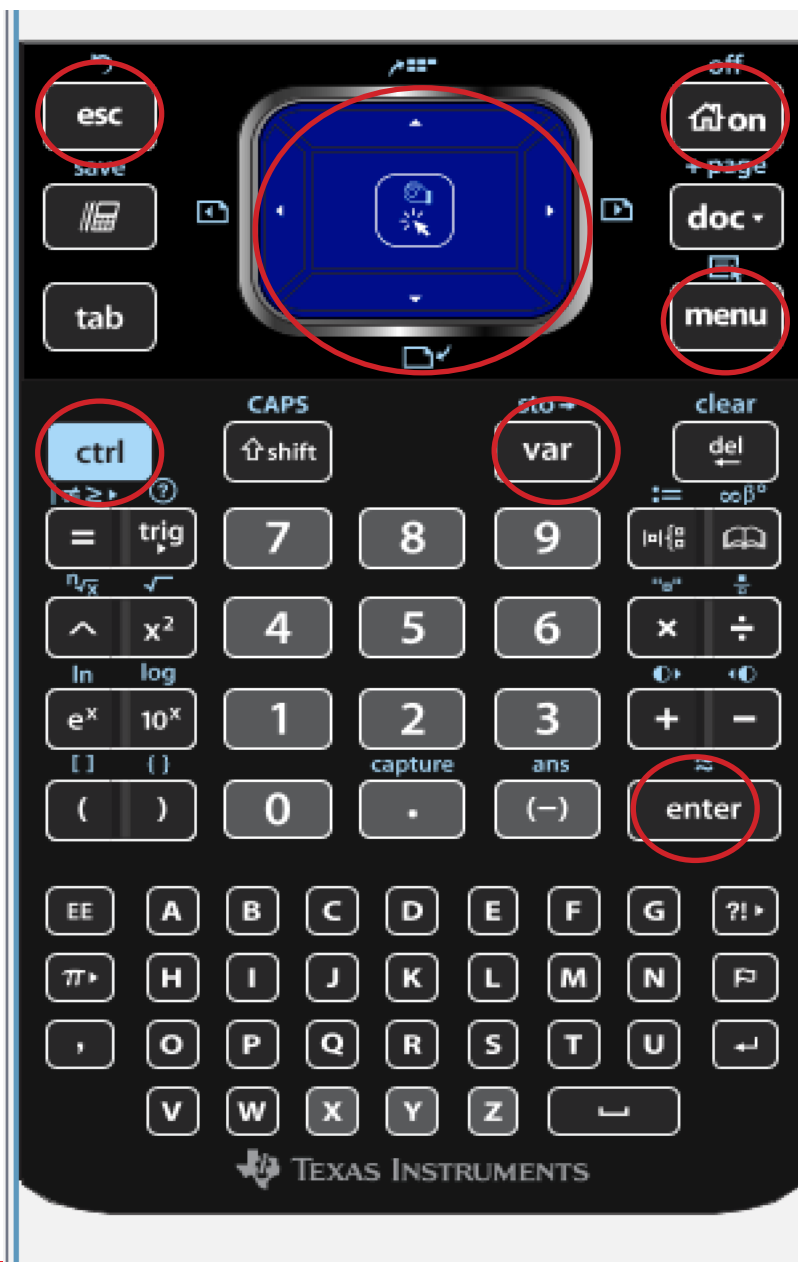 off
esc on
save + page
doc
tab menu
CAPS sto→ clear
ctrl ⇧shift var del
←
≠≥▸ ? := ∞β°
= trig 7 8 9
ⁿ√x √ "▫"
^ x² 4 5 6 × ÷
ln log
eˣ 10ˣ 1 2 3 + −
[ ] { } capture ans ≈
( ) 0 . (−) enter
EE A B C D E F G ?!▸
π▸ H I J K L M N
, O P Q R S T U ↵
V W X Y Z
TEXAS INSTRUMENTS